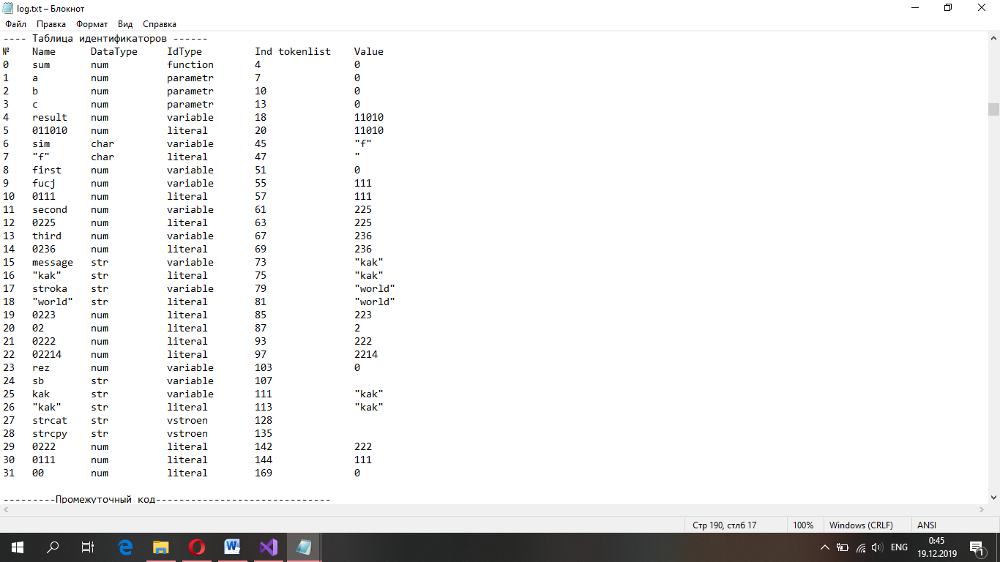 log.txt – Блокнот
Файл Правка Формат Вид Справка
---- Таблица идентификаторов ------
№ Name DataType IdType Ind tokenlist Value
0 sum num function 4 0
1 a num parametr 7 0
2 b num parametr 10 0
3 c num parametr 13 0
4 result num variable 18 11010
5 011010 num literal 20 11010
6 sim char variable 45 "f"
7 "f" char literal 47 "
8 first num variable 51 0
9 fucj num variable 55 111
10 0111 num literal 57 111
11 second num variable 61 225
12 0225 num literal 63 225
13 third num variable 67 236
14 0236 num literal 69 236
15 message str variable 73 "kak"
16 "kak" str literal 75 "kak"
17 stroka str variable 79 "world"
18 "world" str literal 81 "world"
19 0223 num literal 85 223
20 02 num literal 87 2
21 0222 num literal 93 222
22 02214 num literal 97 2214
23 rez num variable 103 0
24 sb str variable 107
25 kak str variable 111 "kak"
26 "kak" str literal 113 "kak"
27 strcat str vstroen 128
28 strcpy str vstroen 135
29 0222 num literal 142 222
30 0111 num literal 144 111
31 00 num literal 169 0
---------Промежуточный код------------------------------
Стр 190, стлб 17 100% Windows (CRLF) ANSI
ENG 0:45
19.12.2019 1